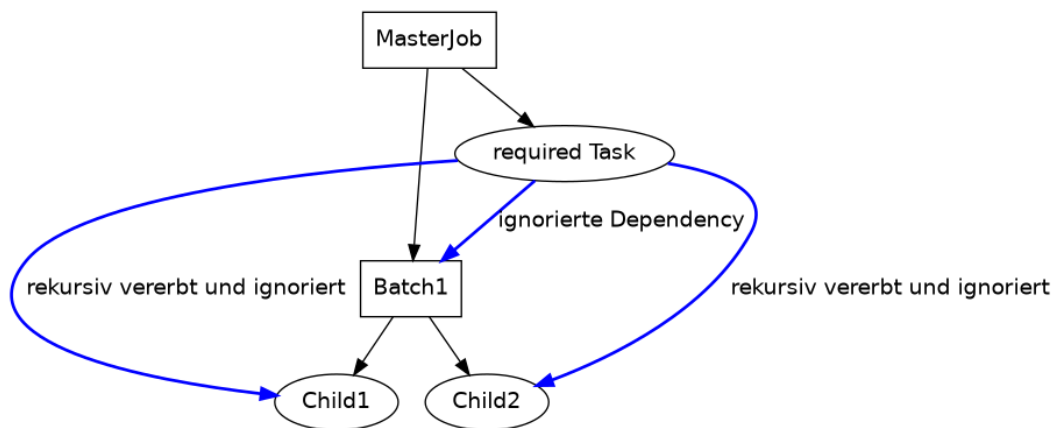 MasterJob
required Task
ignorierte Dependency
rekursiv vererbt und ignoriert
Batch1
rekursiv vererbt und ignoriert
Child1
Child2